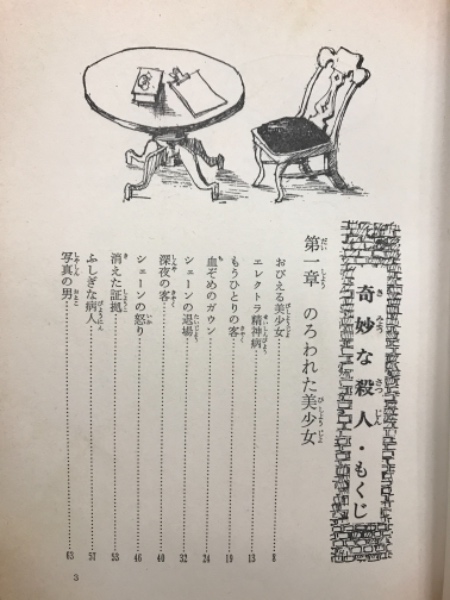 奇妙な殺人・もくじ
第一章 のろわれた美少女
おびえる美少女 8
エレクトラ精神病 13
もうひとりの客 19
血ぞめのガウン 24
シェーンの退場 32
深夜の客 40
シェーンの怒り 46
消えた証拠 53
ふしぎな病人 57
写真の男 63
3